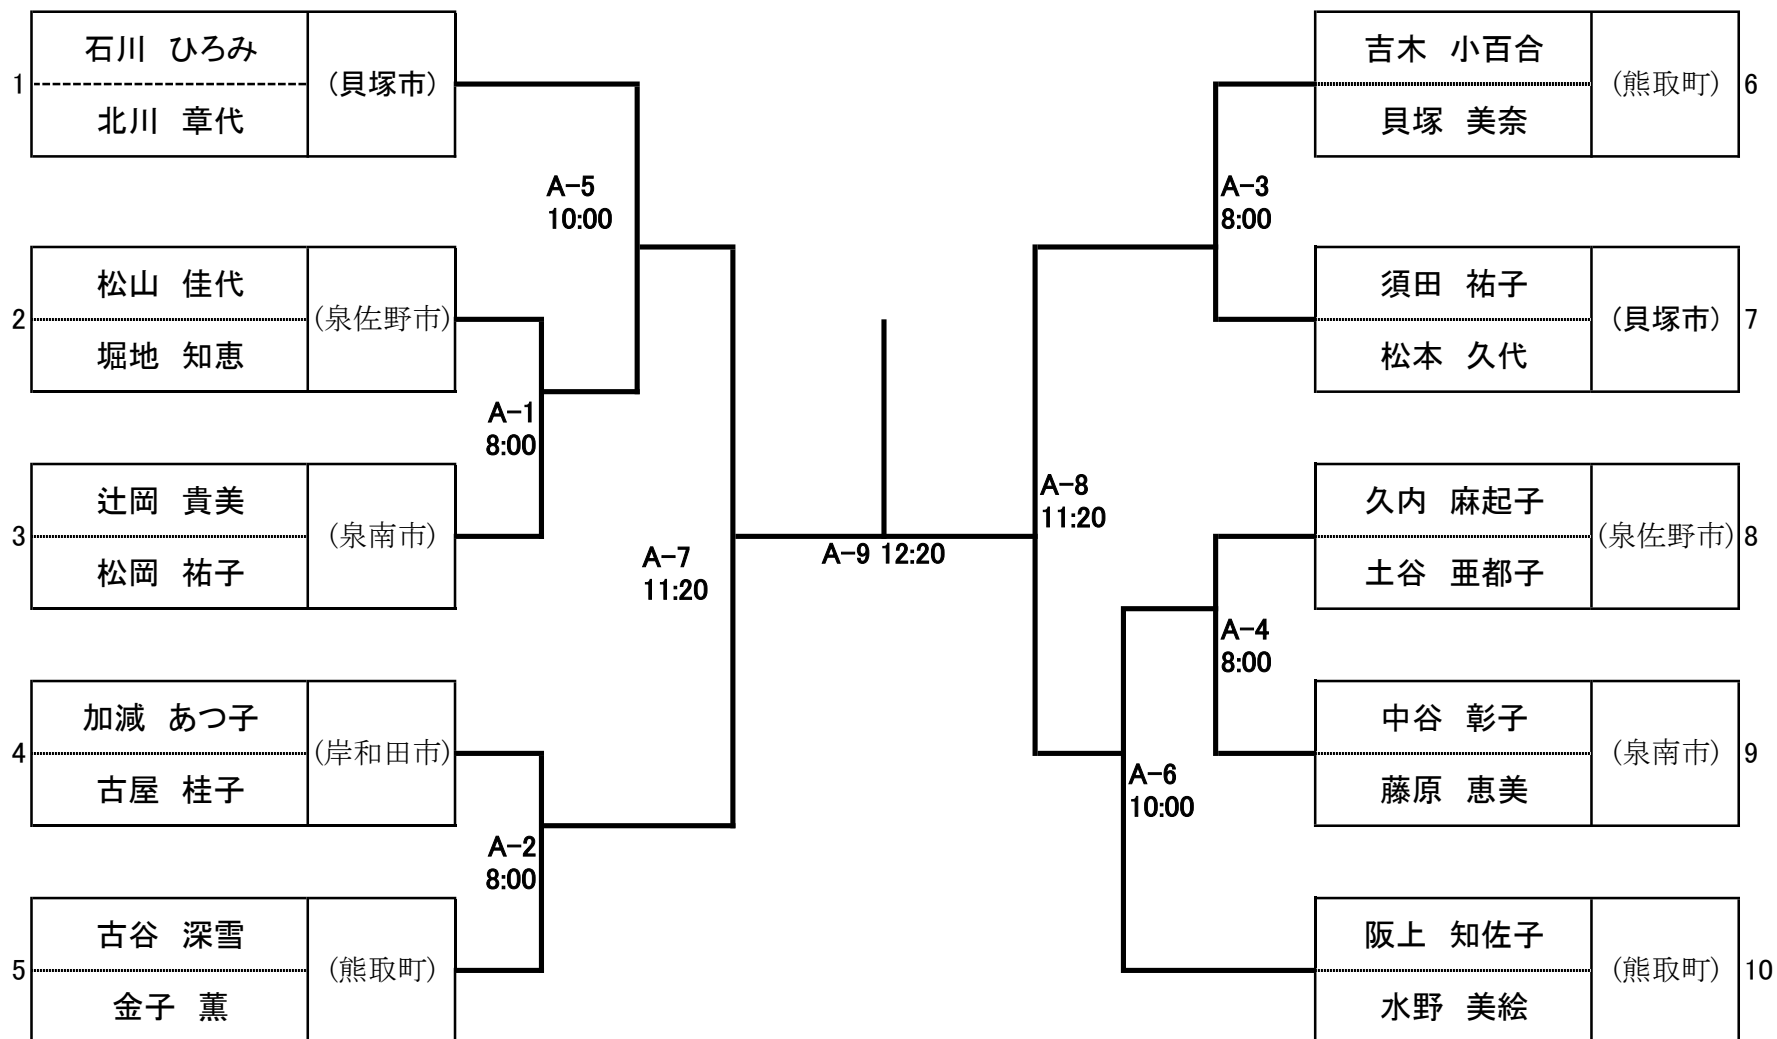 石川 ひろみ
1
(貝塚市)
北川 章代
A-5
10:00
松山 佳代
2
(泉佐野市)
堀地 知恵
A-1
8:00
辻岡 貴美
3
(泉南市)
松岡 祐子
A-7
11:20
加減 あつ子
4
(岸和田市)
古屋 桂子
A-2
8:00
古谷 深雪
5
(熊取町)
金子 薫
A-9 12:20
吉木 小百合
(熊取町)
6
貝塚 美奈
A-3
8:00
須田 祐子
(貝塚市)
7
松本 久代
A-8
11:20
久内 麻起子
(泉佐野市)
8
土谷 亜都子
A-4
8:00
中谷 彰子
(泉南市)
9
藤原 恵美
A-6
10:00
阪上 知佐子
(熊取町)
10
水野 美絵